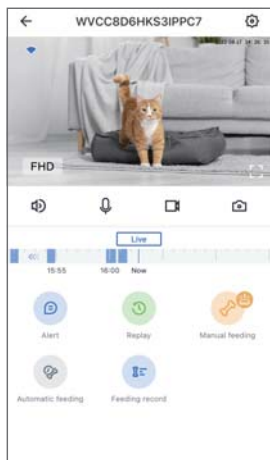 WVCC8D6HKS3IPPC7
FHD
Live
15:55 16:00 Now
Alert Replay Manual feeding
Automatic feeding Feeding record